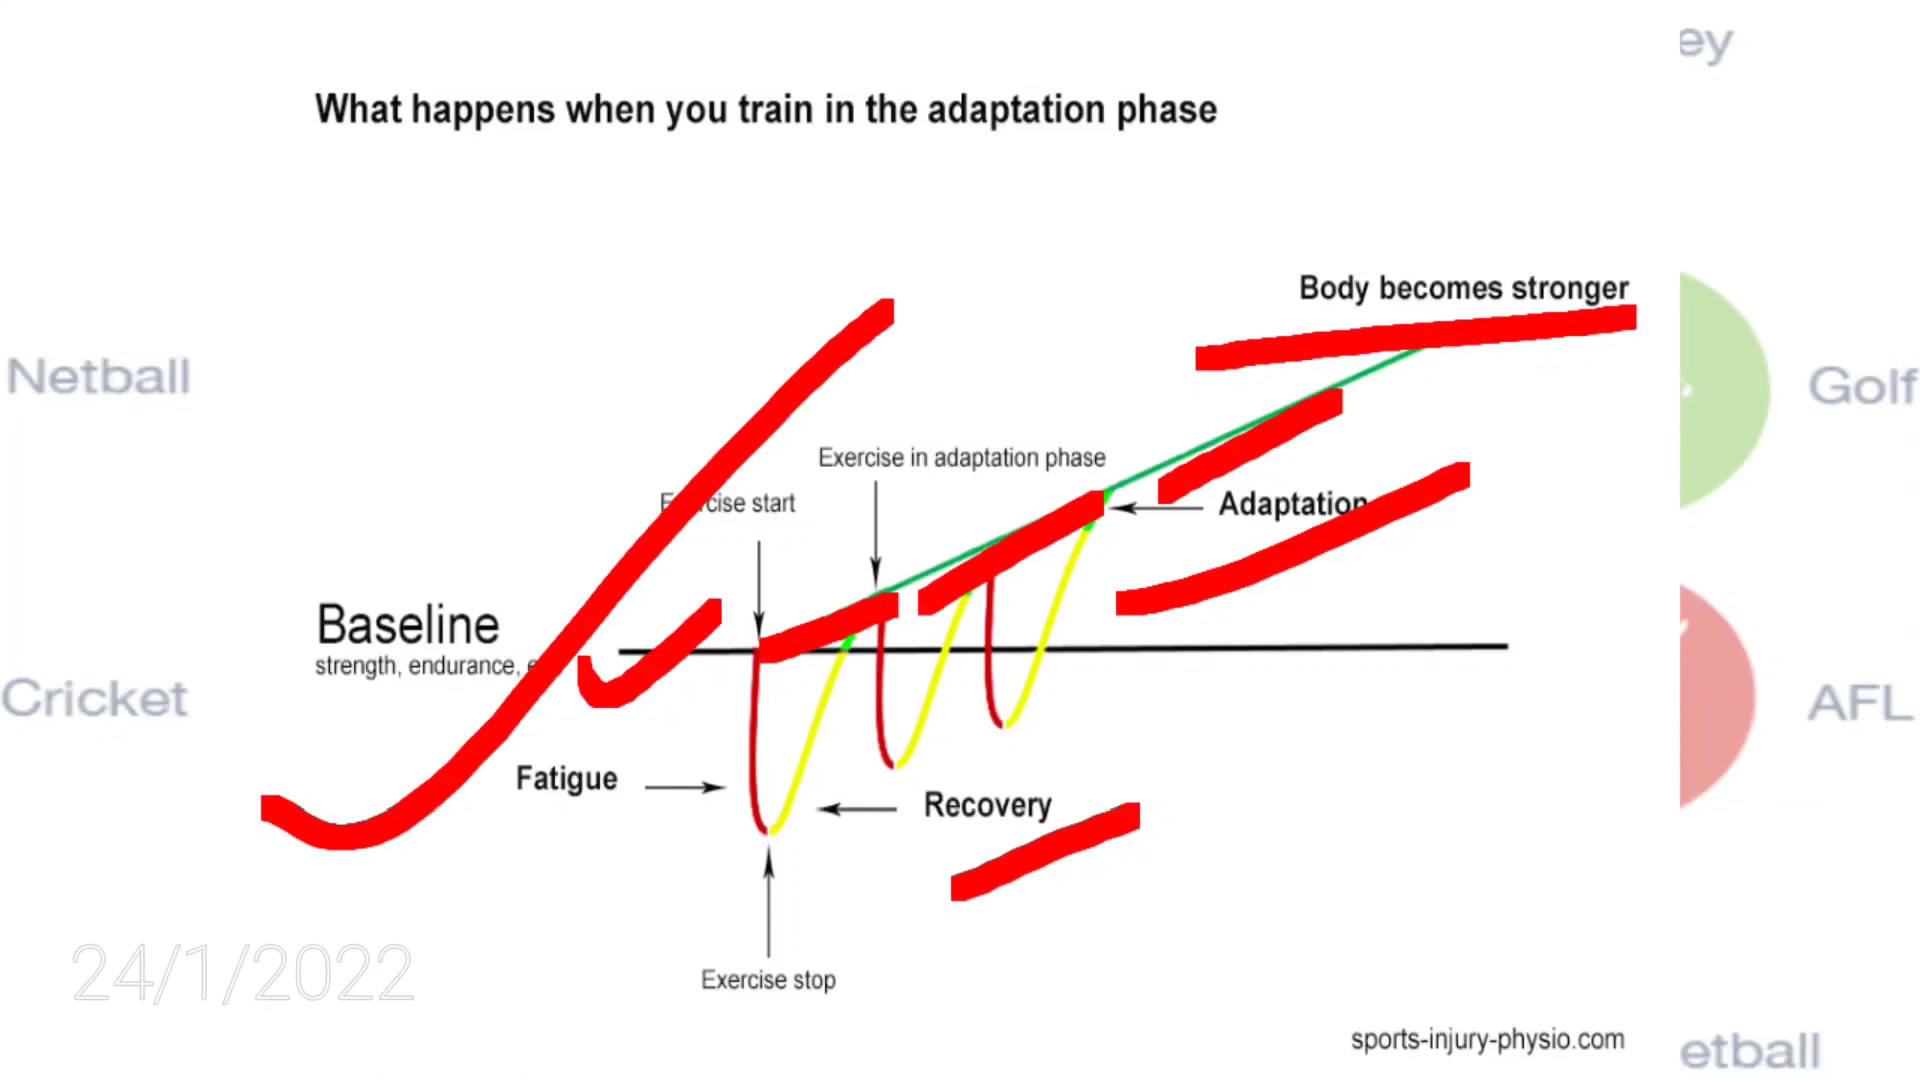 ey
What happens when you train in the adaptation phase
Body becomes stronger
Netball
Golf
Exercise in adaptation phase
Exercise start
Adaptation
Baseline
strength, endurance,
Cricket
AFL
Fatigue
Recovery
24/1/2022
Exercise stop
sports-injury-physio.com
etball